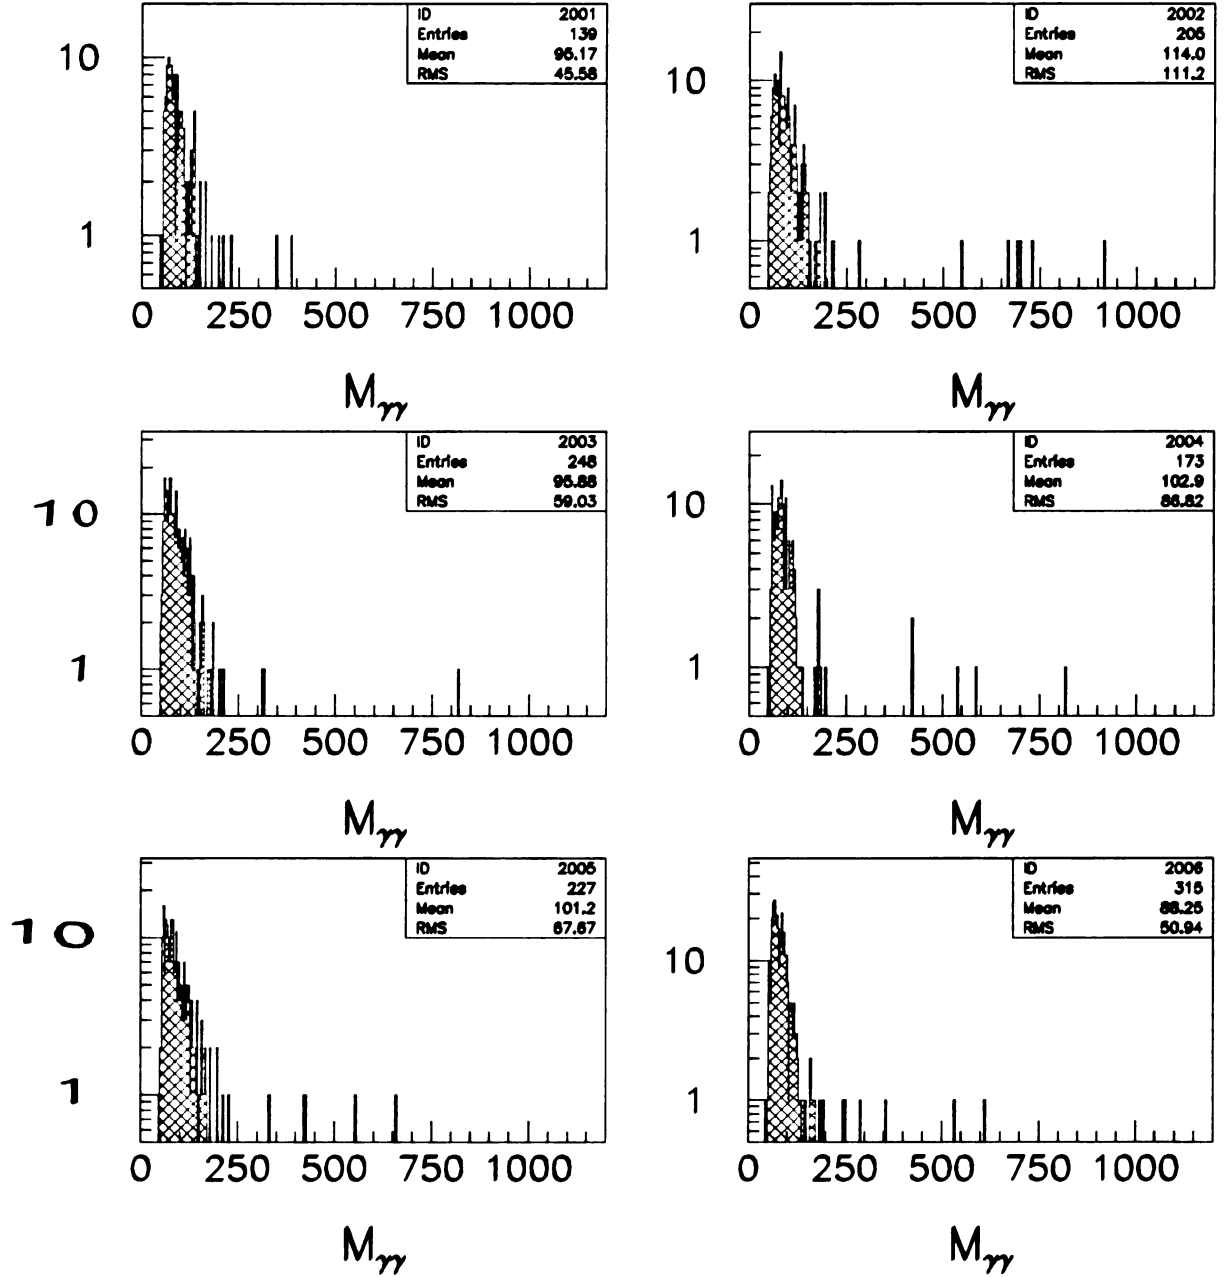 ID 2001
Entries 139
Mean 95.17
RMS 45.58
10
1
0 250 500 750 1000
Mγγ
ID 2002
Entries 205
Mean 114.0
RMS 111.2
10
1
0 250 500 750 1000
Mγγ
ID 2003
Entries 248
Mean 95.88
RMS 59.03
10
1
0 250 500 750 1000
Mγγ
ID 2004
Entries 173
Mean 102.9
RMS 86.82
10
1
0 250 500 750 1000
Mγγ
ID 2005
Entries 227
Mean 101.2
RMS 67.67
10
1
0 250 500 750 1000
Mγγ
ID 2006
Entries 315
Mean 88.25
RMS 50.94
10
1
0 250 500 750 1000
Mγγ